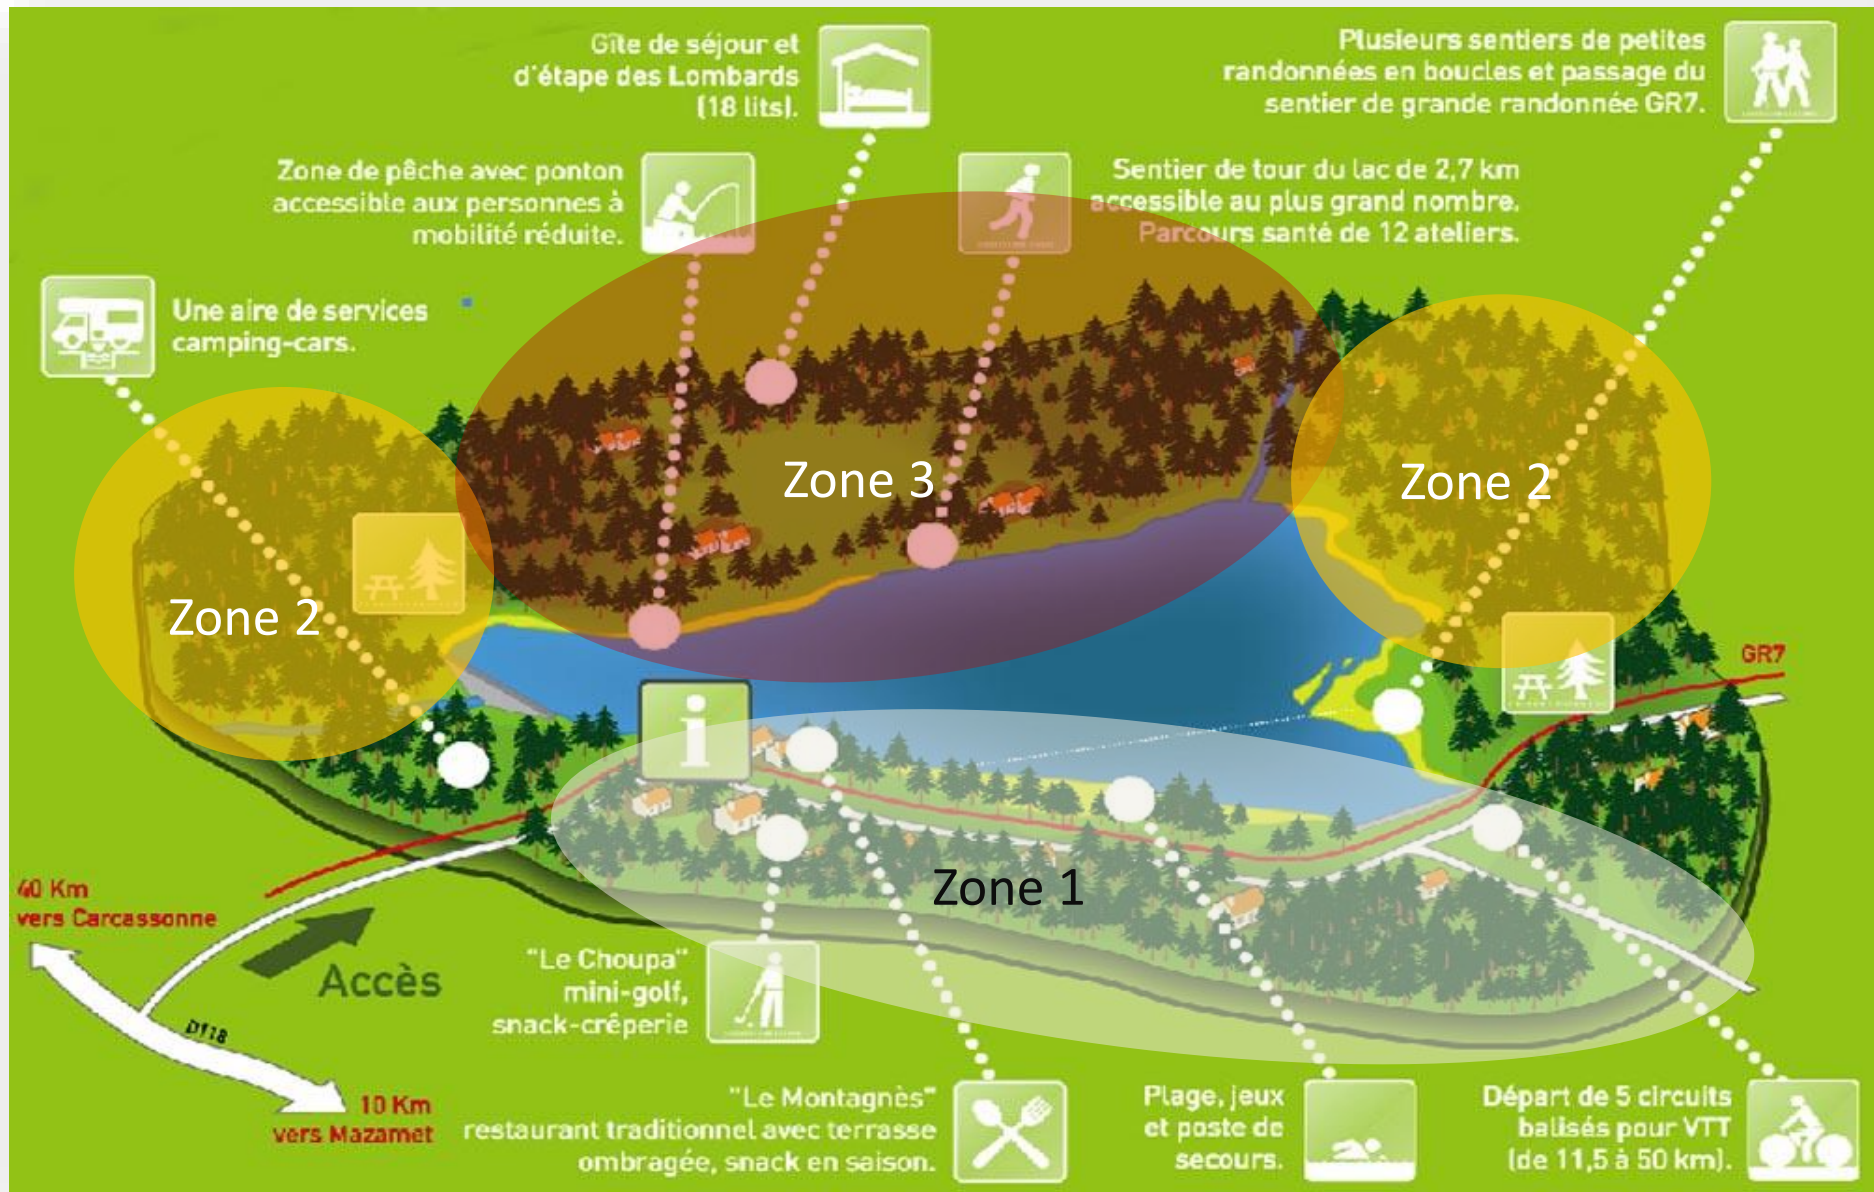 Gîte de séjour et
d'étape des Lombards
(18 lits).
Plusieurs sentiers de petites
randonnées en boucles et passage du
sentier de grande randonnée GR7.
Zone de pêche avec ponton
accessible aux personnes à
mobilité réduite.
Sentier de tour du lac de 2,7 km
accessible au plus grand nombre.
Parcours santé de 12 ateliers.
Une aire de services
camping-cars.
Zone 3
Zone 2
Zone 2
GR7
i
Zone 1
40 Km
vers Carcassonne
Accès
D118
10 Km
vers Mazamet
"Le Choupa"
mini-golf,
snack-crêperie
"Le Montagnès"
restaurant traditionnel avec terrasse
ombragée, snack en saison.
Plage, jeux
et poste de
secours.
Départ de 5 circuits
balisés pour VTT
(de 11,5 à 50 km).